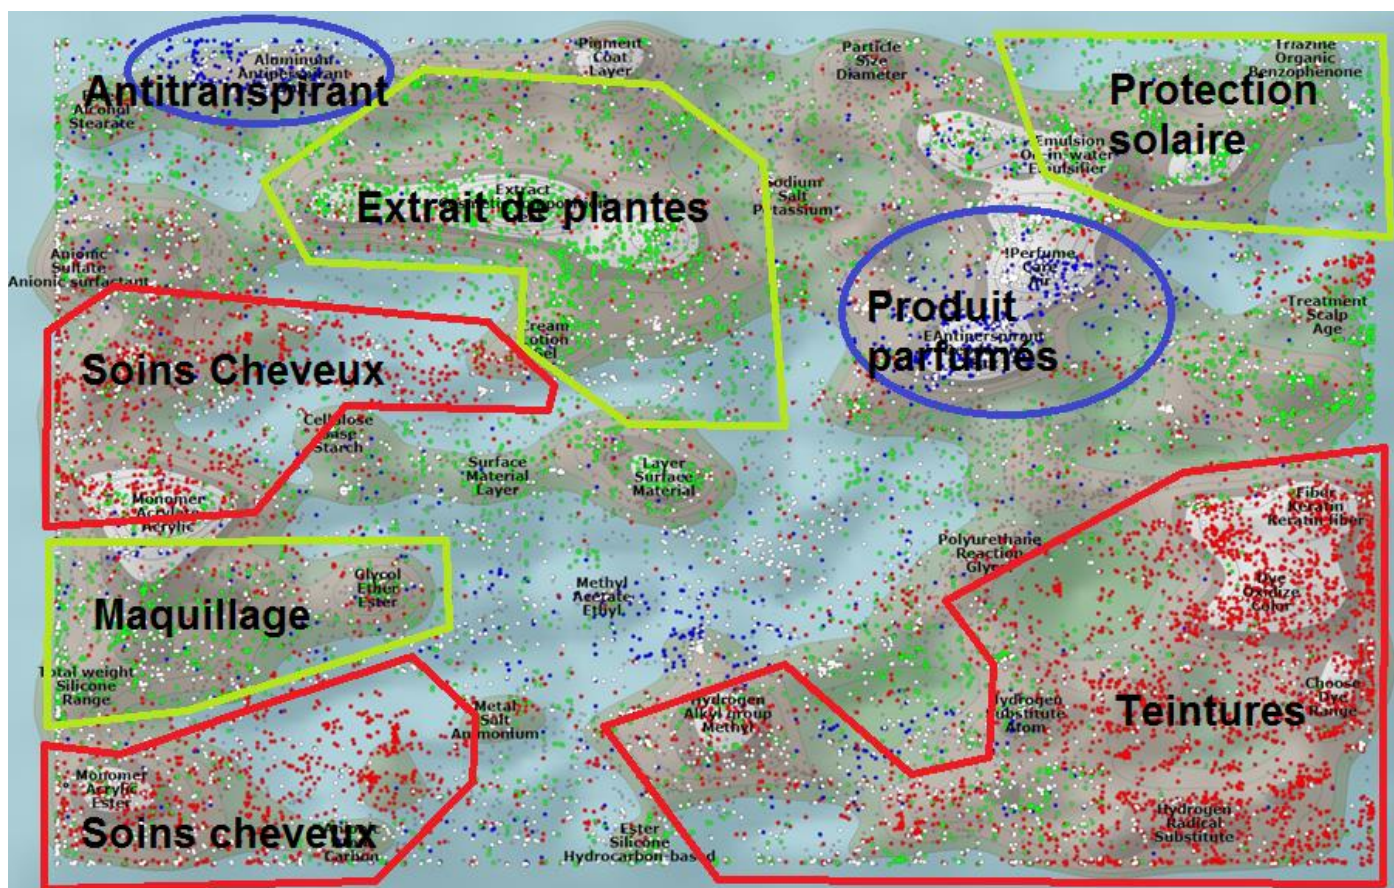 Pigment
Coat
Layer
Particle
Size
Diameter
Triazine
Organic
Benzophenone
Aluminum
Antiperspirant
Antitranspirant
Alcohol
Stearate
Protection
solaire
Emulsion
Oil-in-water
Emulsifier
Extract
Extrait de plantes
Sodium
Salt
Potassium
Anionic
Sulfate
Anionic surfactant
!Perfume
Care
Produit
parfumés
Treatment
Scalp
Age
Cream
Lotion
Gel
Soins Cheveux
Cellulose
Base
Starch
Surface
Material
Layer
Layer
Surface
Material
Monomer
Acrylate
Acrylic
Fiber
Keratin
Keratin fiber
Polyurethane
Reaction
Dye
Oxidize
Color
Glycol
Ether
Ester
Methyl
Acetate
Ethyl
Maquillage
Total weight
Silicone
Range
Metal
Salt
Ammonium
Hydrogen
Alkyl group
Methyl
Hydrogen
Substitute
Atom
Choose
Dye
Range
Teintures
Monomer
Acrylic
Ester
Soins cheveux
Carbon
Ester
Silicone
Hydrocarbon-based
Hydrogen
Radical
Substitute